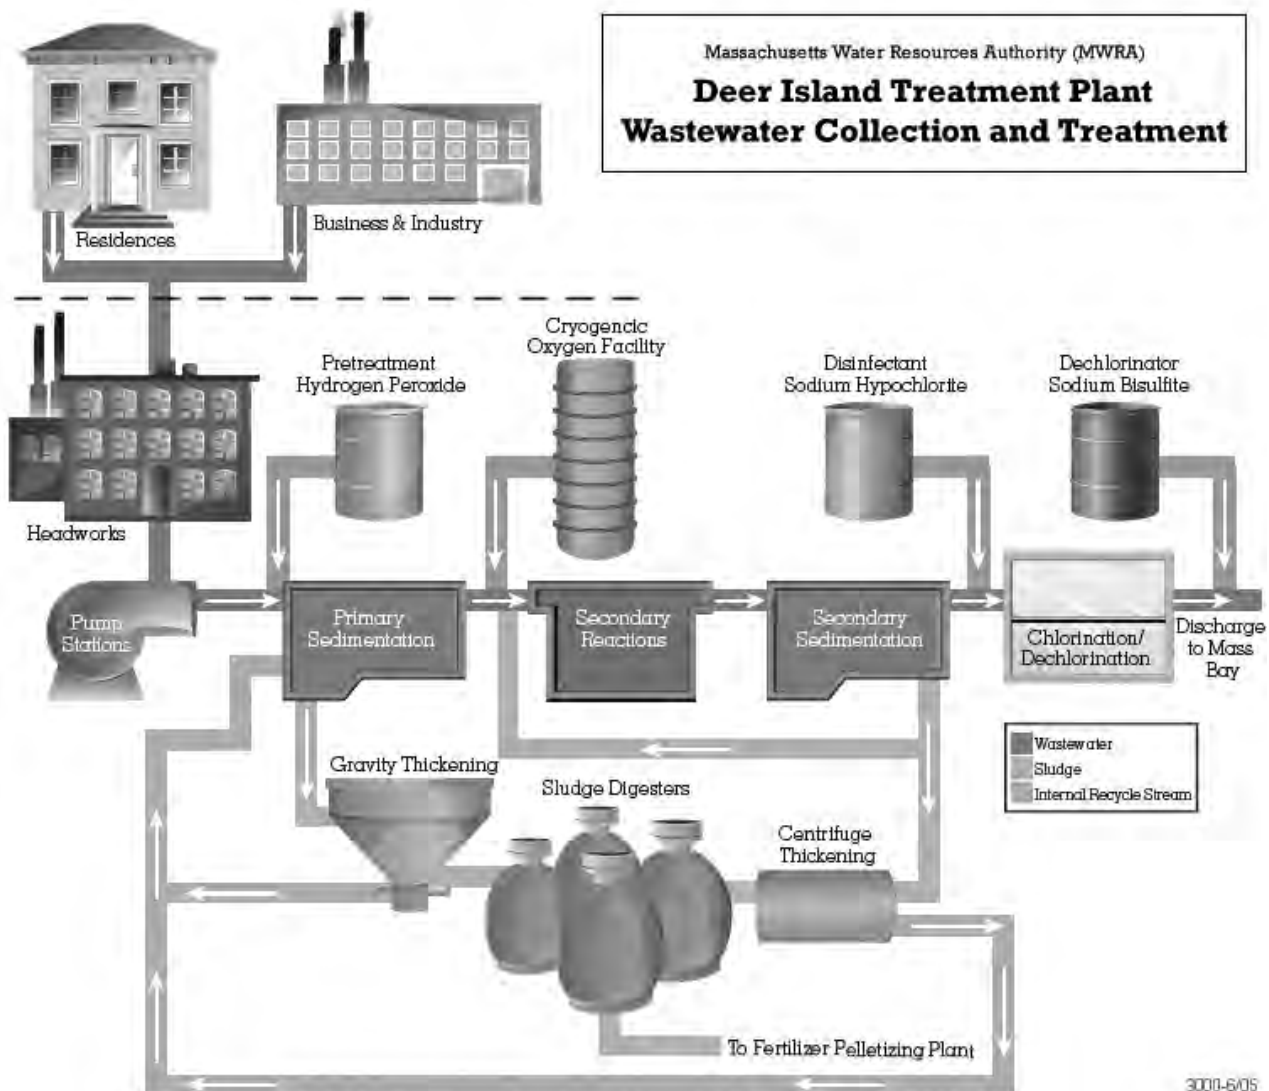 Massachusetts Water Resources Authority (MWRA)
Deer Island Treatment Plant
Wastewater Collection and Treatment
Residences
Business & Industry
Headworks
Pretreatment
Hydrogen Peroxide
Cryogencic
Oxygen Facility
Disinfectant
Sodium Hypochlorite
Dechlorinator
Sodium Bisulfite
Pump
Stations
Primary
Sedimentation
Secondary
Reactions
Secondary
Sedimentation
Chlorination/
Dechlorination
Discharge
to Mass
Bay
Wastewater
Sludge
Internal Recycle Stream
Gravity Thickening
Sludge Digesters
Centrifuge
Thickening
To Fertilizer Pelletizing Plant
3000-6/05